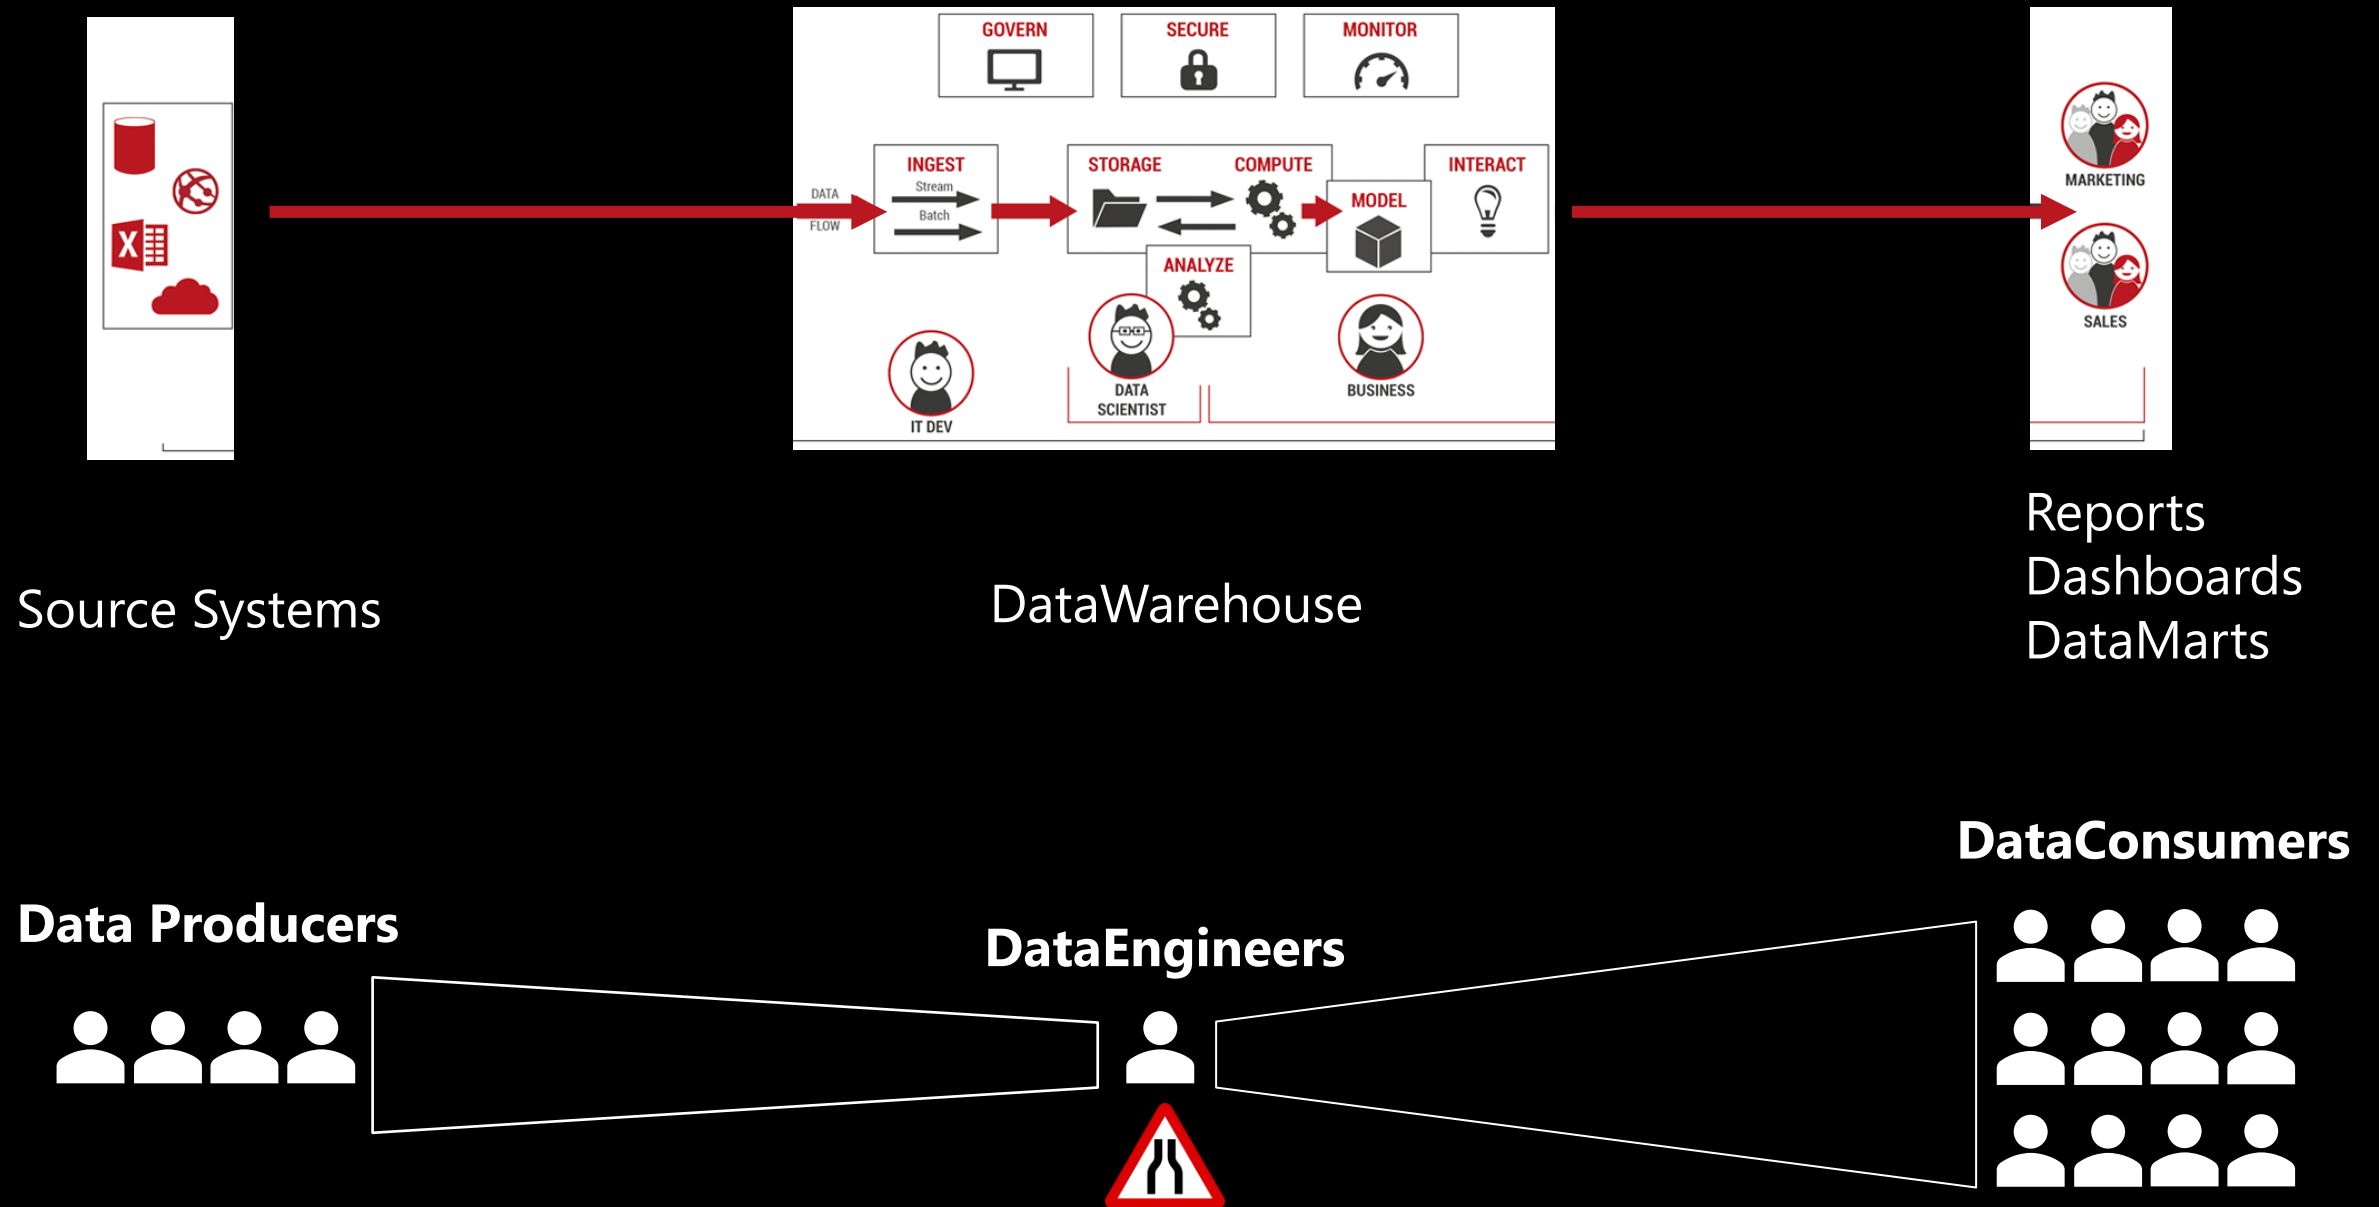 GOVERN
SECURE
MONITOR
X
DATA
FLOW
INGEST
Stream
Batch
STORAGE
COMPUTE
MODEL
INTERACT
ANALYZE
IT DEV
DATA
SCIENTIST
BUSINESS
MARKETING
SALES
Source Systems
DataWarehouse
Reports
Dashboards
DataMarts
Data Producers
DataEngineers
DataConsumers